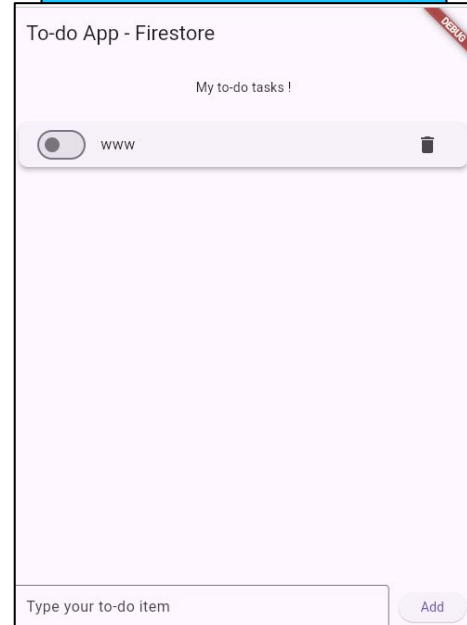 To-do App - Firestore
DEBUG
My to-do tasks !
www
Type your to-do item
Add